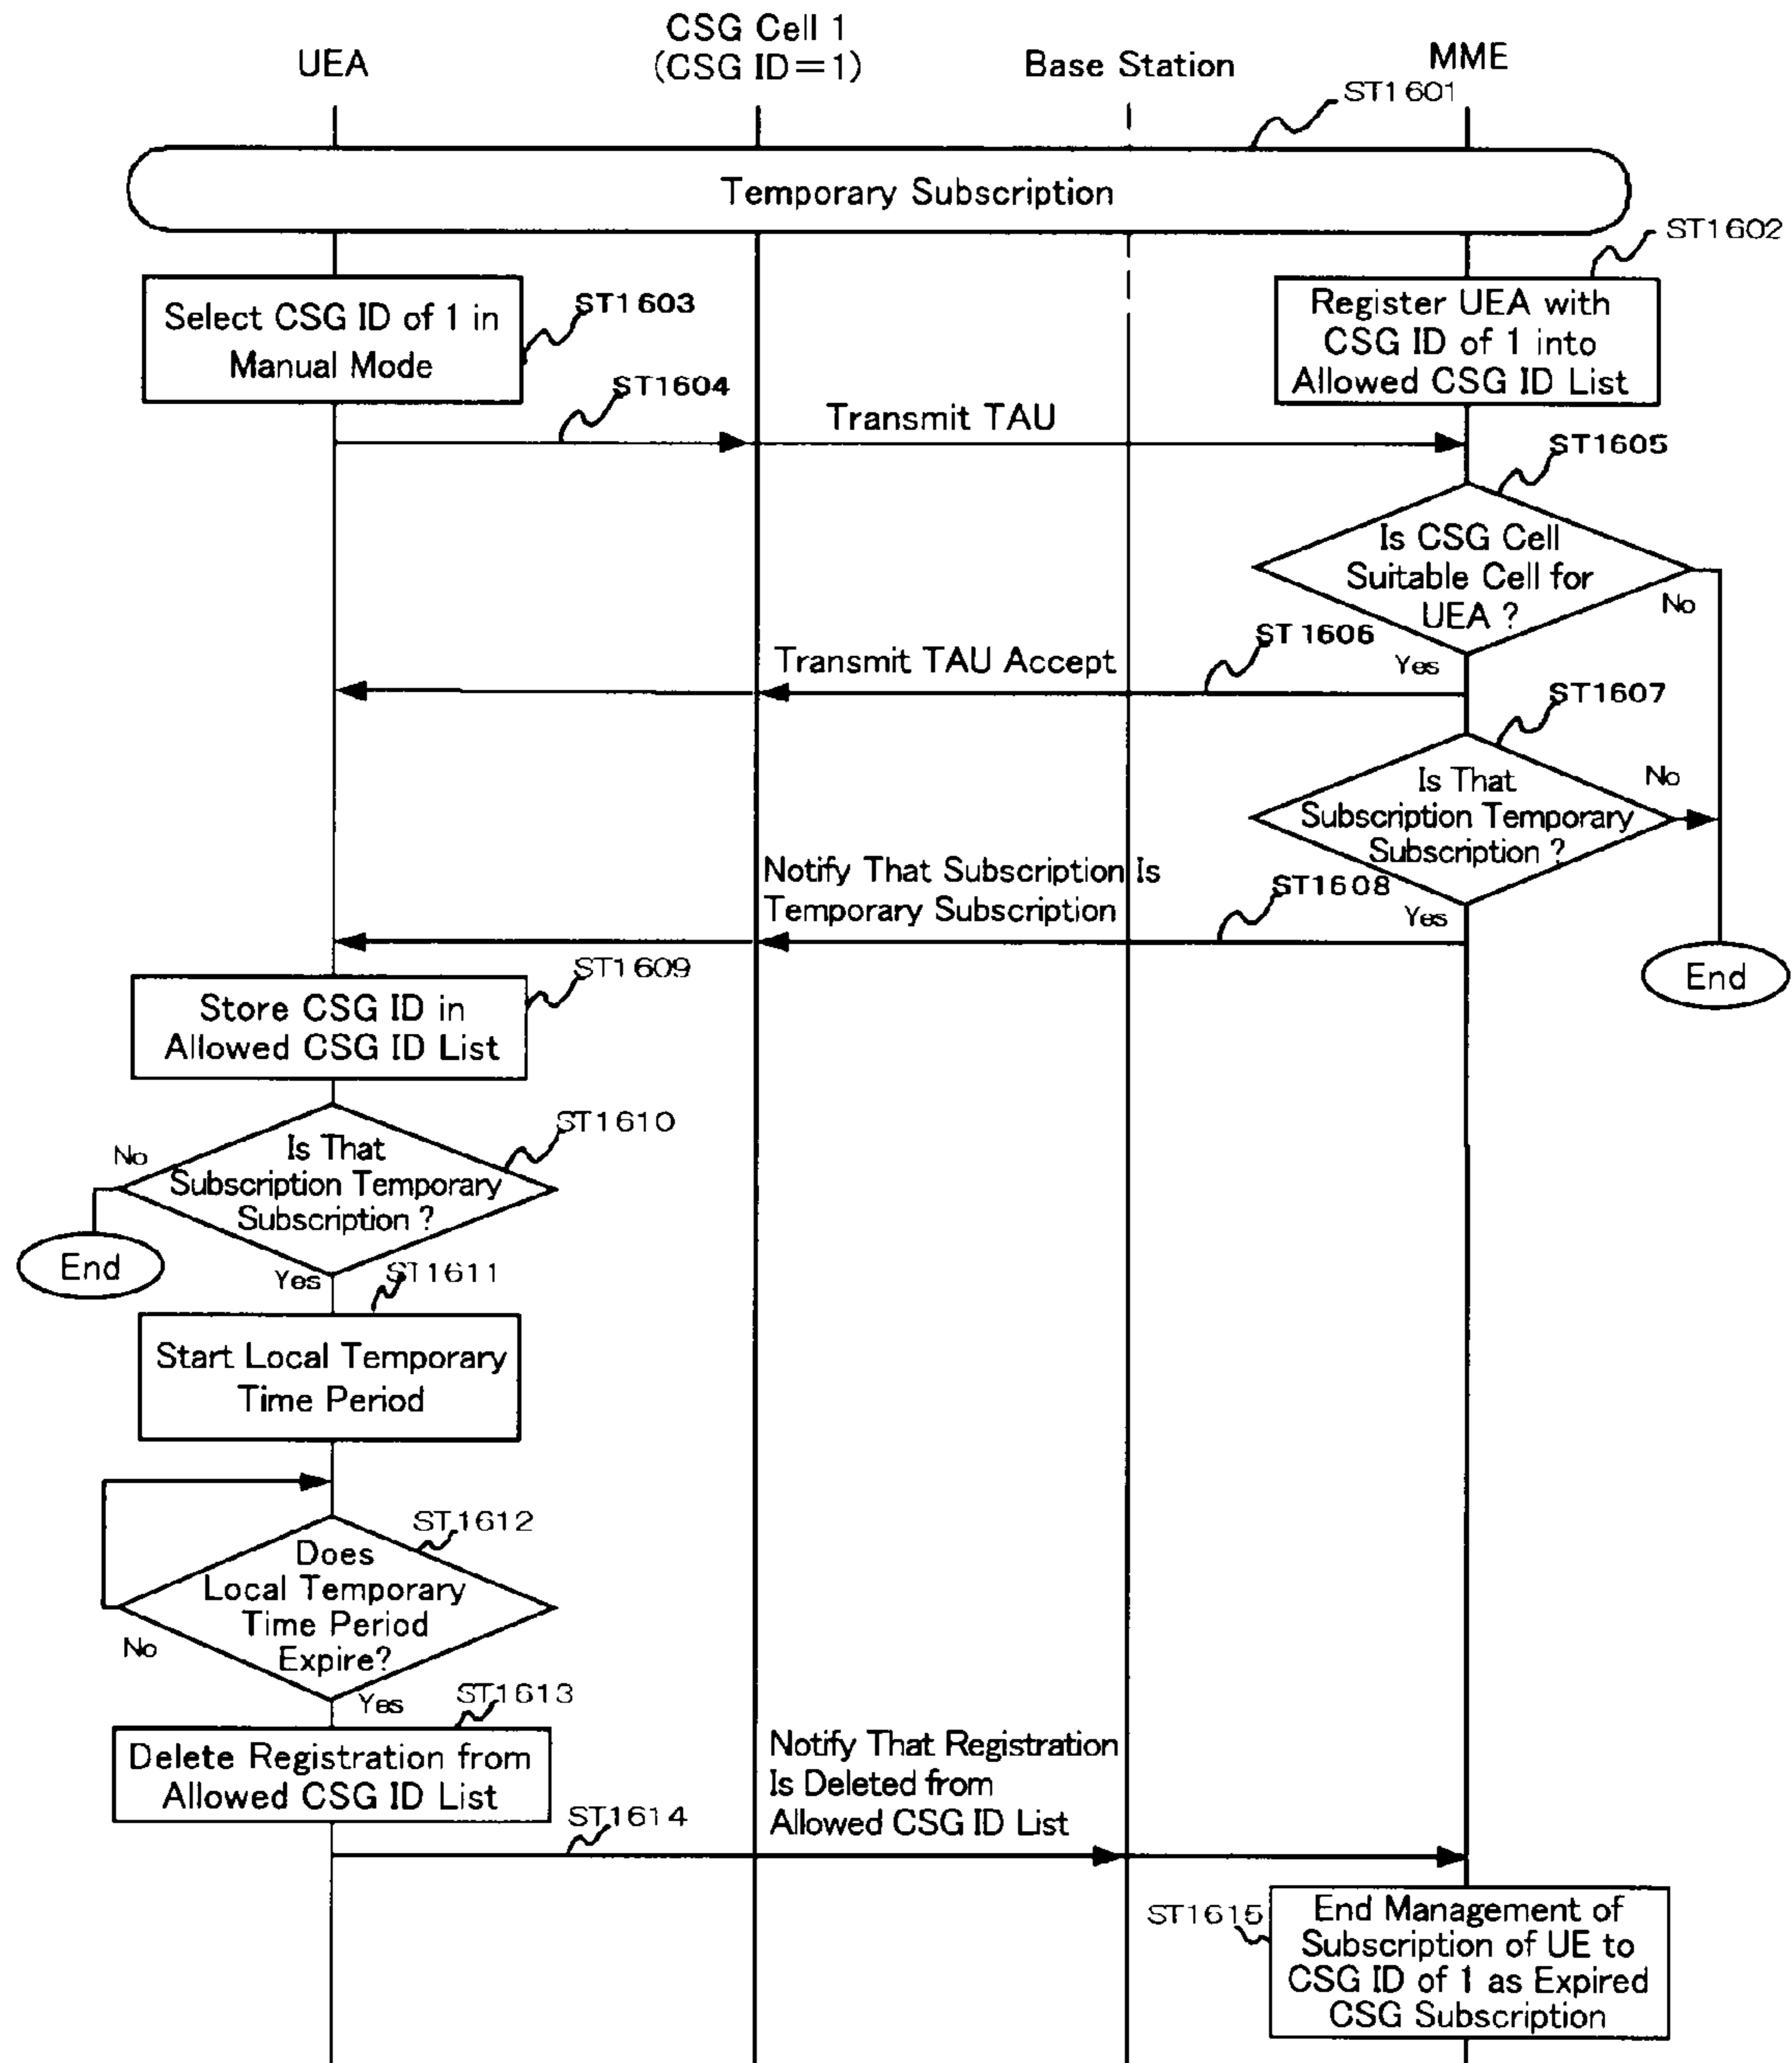 UEA
CSG Cell 1
(CSG ID=1)
Base Station
MME
ST1601
Temporary Subscription
ST1602
Select CSG ID of 1 in
Manual Mode
ST1603
Register UEA with
CSG ID of 1 into
Allowed CSG ID List
ST1604
Transmit TAU
ST1605
Is CSG Cell
Suitable Cell for
UEA ?
No
Yes
ST1606
Transmit TAU Accept
ST1607
Is That
Subscription Temporary
Subscription ?
No
Yes
Notify That Subscription Is
Temporary Subscription
ST1608
End
ST1609
Store CSG ID in
Allowed CSG ID List
ST1610
Is That
Subscription Temporary
Subscription ?
No
End
Yes
ST1611
Start Local Temporary
Time Period
ST1612
Does
Local Temporary
Time Period
Expire?
No
Yes
ST1613
Delete Registration from
Allowed CSG ID List
Notify That Registration
Is Deleted from
Allowed CSG ID List
ST1614
ST1615
End Management of
Subscription of UE to
CSG ID of 1 as Expired
CSG Subscription